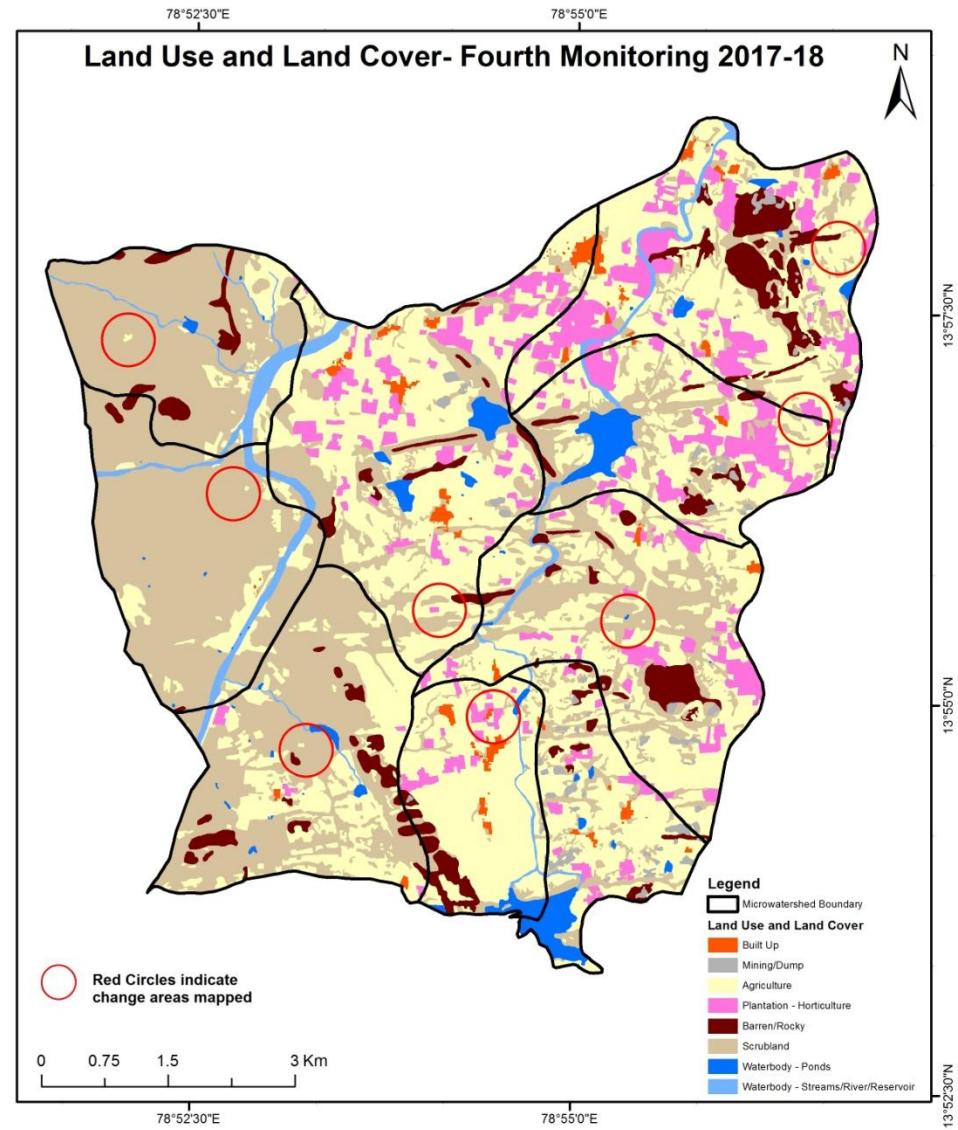 78°52'30"E
78°55'0"E
Land Use and Land Cover- Fourth Monitoring 2017-18
N
13°57'30"N
13°55'0"N
Legend
Microwatershed Boundary
Land Use and Land Cover
Built Up
Mining/Dump
Agriculture
Plantation - Horticulture
Barren/Rocky
Scrubland
Waterbody - Ponds
Waterbody - Streams/River/Reservoir
Red Circles indicate
change areas mapped
0 0.75 1.5 3 Km
78°52'30"E
78°55'0"E
13°52'30"N